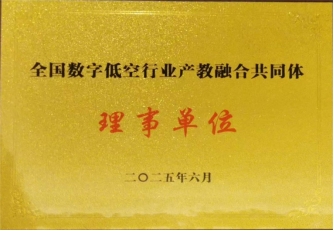 全国数字低空行业产教融合共同体
理事单位
二〇二五年六月